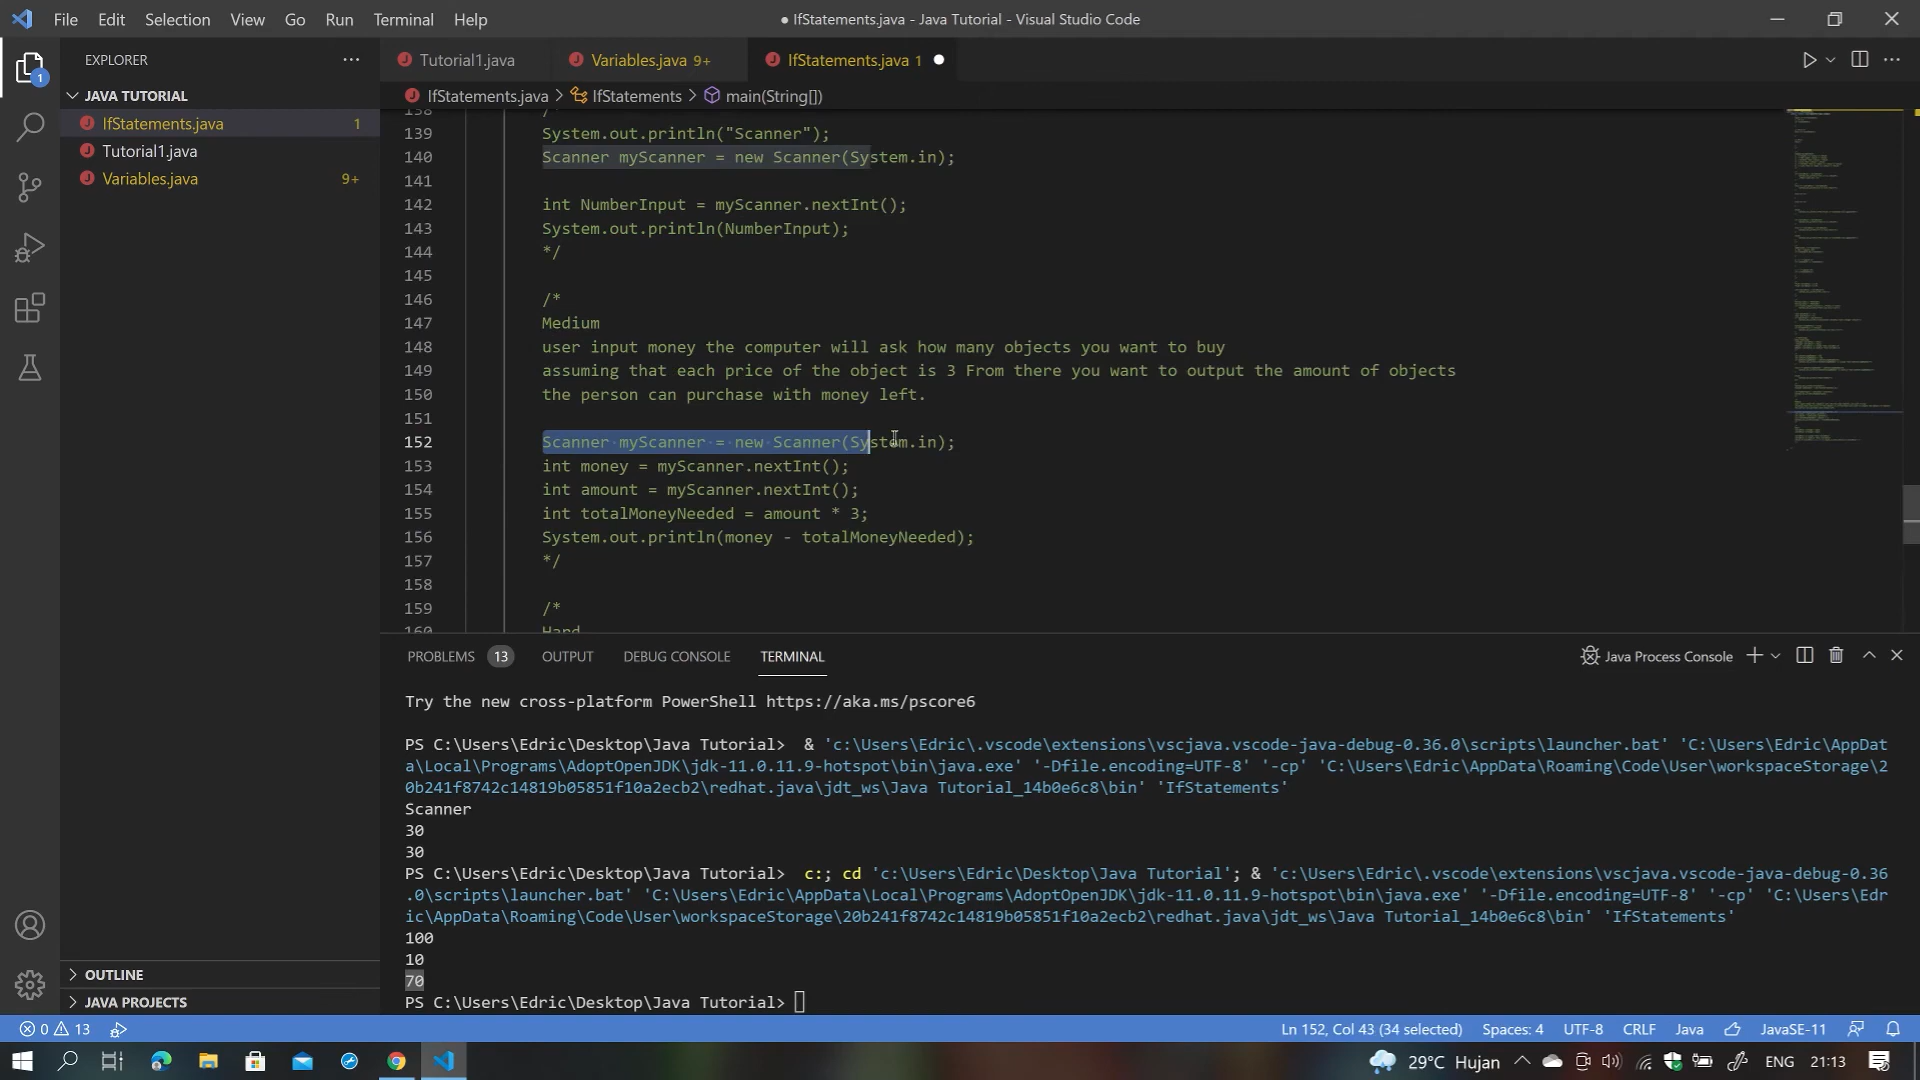 File Edit Selection View Go Run Terminal Help
● IfStatements.java - Java Tutorial - Visual Studio Code
EXPLORER
JAVA TUTORIAL
IfStatements.java 1
Tutorial1.java
Variables.java 9+
OUTLINE
JAVA PROJECTS
1
Tutorial1.java
Variables.java 9+
IfStatements.java 1 ●
IfStatements.java > IfStatements > main(String[])
138 /*
139 System.out.println("Scanner");
140 Scanner myScanner = new Scanner(System.in);
141
142 int NumberInput = myScanner.nextInt();
143 System.out.println(NumberInput);
144 */
145
146 /*
147 Medium
148 user input money the computer will ask how many objects you want to buy
149 assuming that each price of the object is 3 From there you want to output the amount of objects
150 the person can purchase with money left.
151
152 Scanner myScanner = new Scanner(System.in);
153 int money = myScanner.nextInt();
154 int amount = myScanner.nextInt();
155 int totalMoneyNeeded = amount * 3;
156 System.out.println(money - totalMoneyNeeded);
157 */
158
159 /*
160 Hard
PROBLEMS 13 OUTPUT DEBUG CONSOLE TERMINAL
Java Process Console
Try the new cross-platform PowerShell https://aka.ms/pscore6
PS C:\Users\Edric\Desktop\Java Tutorial> & 'c:\Users\Edric\.vscode\extensions\vscjava.vscode-java-debug-0.36.0\scripts\launcher.bat' 'C:\Users\Edric\AppDat
a\Local\Programs\AdoptOpenJDK\jdk-11.0.11.9-hotspot\bin\java.exe' '-Dfile.encoding=UTF-8' '-cp' 'C:\Users\Edric\AppData\Roaming\Code\User\workspaceStorage\2
0b241f8742c14819b05851f10a2ecb2\redhat.java\jdt_ws\Java Tutorial_14b0e6c8\bin' 'IfStatements'
Scanner
30
30
PS C:\Users\Edric\Desktop\Java Tutorial> c:; cd 'c:\Users\Edric\Desktop\Java Tutorial'; & 'c:\Users\Edric\.vscode\extensions\vscjava.vscode-java-debug-0.36
.0\scripts\launcher.bat' 'C:\Users\Edric\AppData\Local\Programs\AdoptOpenJDK\jdk-11.0.11.9-hotspot\bin\java.exe' '-Dfile.encoding=UTF-8' '-cp' 'C:\Users\Edr
ic\AppData\Roaming\Code\User\workspaceStorage\20b241f8742c14819b05851f10a2ecb2\redhat.java\jdt_ws\Java Tutorial_14b0e6c8\bin' 'IfStatements'
100
10
70
PS C:\Users\Edric\Desktop\Java Tutorial>
0 13
Ln 152, Col 43 (34 selected) Spaces: 4 UTF-8 CRLF Java JavaSE-11
29°C Hujan ENG 21:13